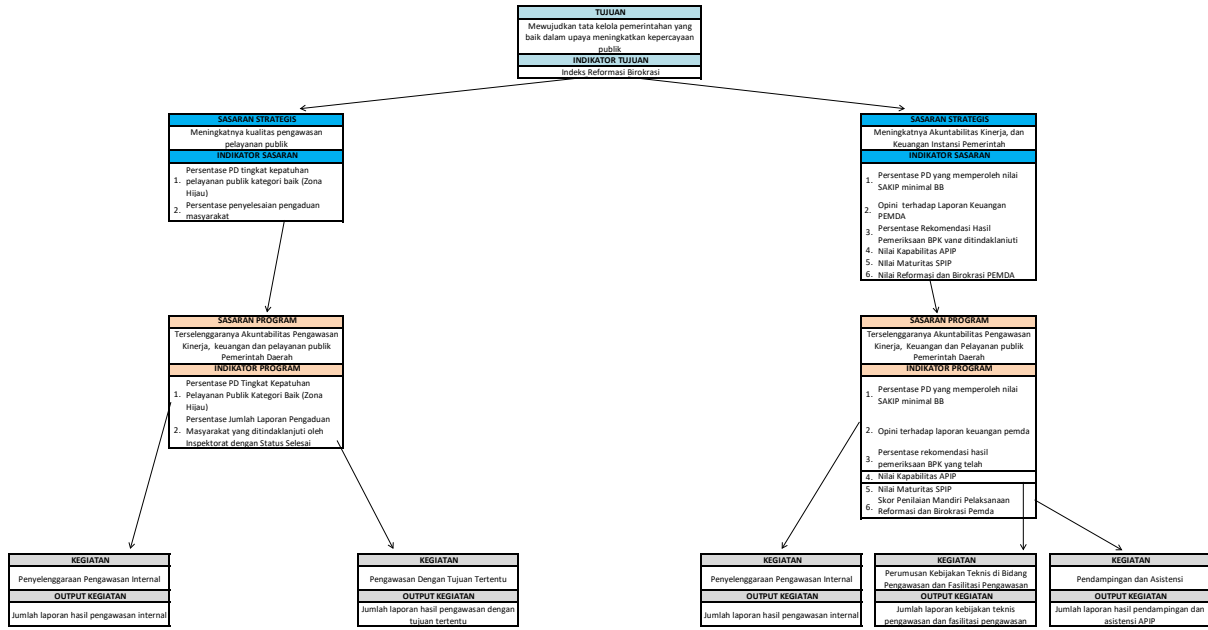 TUJUAN
Mewujudkan tata kelola pemerintahan yang
baik dalam upaya meningkatkan kepercayaan
publik
INDIKATOR TUJUAN
Indeks Reformasi Birokrasi
SASARAN STRATEGIS
Meningkatnya kualitas pengawasan
pelayanan publik
INDIKATOR SASARAN
Persentase PD tingkat kepatuhan
1. pelayanan publik kategori baik (Zona
Hijau)
2. Persentase penyelesaian pengaduan
masyarakat
SASARAN STRATEGIS
Meningkatnya Akuntabilitas Kinerja, dan
Keuangan Instansi Pemerintah
INDIKATOR SASARAN
1. Persentase PD yang memperoleh nilai
SAKIP minimal BB
2. Opini terhadap Laporan Keuangan
PEMDA
3. Persentase Rekomendasi Hasil
Pemeriksaan BPK yang ditindaklanjuti
4. Nilai Kapabilitas APIP
5. NIlai Maturitas SPIP
6. Nilai Reformasi dan Birokrasi PEMDA
SASARAN PROGRAM
Terselenggaranya Akuntabilitas Pengawasan
Kinerja, keuangan dan pelayanan publik
Pemerintah Daerah
INDIKATOR PROGRAM
Persentase PD Tingkat Kepatuhan
1. Pelayanan Publik Kategori Baik (Zona
Hijau)
Persentase Jumlah Laporan Pengaduan
2. Masyarakat yang ditindaklanjuti oleh
Inspektorat dengan Status Selesai
SASARAN PROGRAM
Terselenggaranya Akuntabilitas Pengawasan
Kinerja, Keuangan dan Pelayanan publik
Pemerintah Daerah
INDIKATOR PROGRAM
1. Persentase PD yang memperoleh nilai
SAKIP minimal BB
2. Opini terhadap laporan keuangan pemda
3. Persentase rekomendasi hasil
pemeriksaan BPK yang telah
4. Nilai Kapabilitas APIP
5. Nilai Maturitas SPIP
6. Skor Penilaian Mandiri Pelaksanaan
Reformasi dan Birokrasi Pemda
KEGIATAN
Penyelenggaraan Pengawasan Internal
OUTPUT KEGIATAN
Jumlah laporan hasil pengawasan internal
KEGIATAN
Pengawasan Dengan Tujuan Tertentu
OUTPUT KEGIATAN
Jumlah laporan hasil pengawasan dengan
tujuan tertentu
KEGIATAN
Penyelenggaraan Pengawasan Internal
OUTPUT KEGIATAN
Jumlah laporan hasil pengawasan internal
KEGIATAN
Perumusan Kebijakan Teknis di Bidang
Pengawasan dan Fasilitasi Pengawasan
OUTPUT KEGIATAN
Jumlah laporan kebijakan teknis
pengawasan dan fasilitasi pengawasan
KEGIATAN
Pendampingan dan Asistensi
OUTPUT KEGIATAN
Jumlah laporan hasil pendampingan dan
asistensi APIP